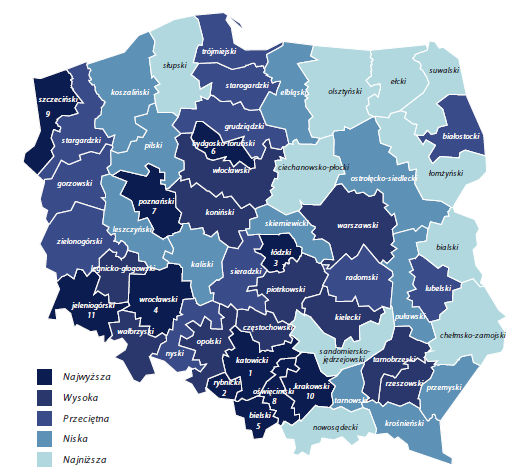 trójmiejski
słupski
starogardzki
koszaliński
elbląski
olsztyński
ełcki
suwalski
szczeciński
9
stargardzki
pilski
grudziądzki
bydgosko-toruński
6
białostocki
ciechanowsko-płocki
włocławski
ostrołęcko-siedlecki
łomżyński
gorzowski
poznański
7
koniński
skierniewicki
warszawski
leszczyński
zielonogórski
bialski
łódzki
3
kaliski
sieradzki
legnicko-głogowski
radomski
lubelski
piotrkowski
wrocławski
4
jeleniogórski
11
puławski
kielecki
wałbrzyski
częstochowski
opolski
chełmsko-zamojski
nyski
katowicki
1
sandomiersko-
jędrzejowski
tarnobrzeski
rybnicki
2
oświęcimski
8
krakowski
10
tarnowski
rzeszowski
przemyski
bielski
5
nowosądecki
krośnieński
Najwyższa
Wysoka
Przeciętna
Niska
Najniższa